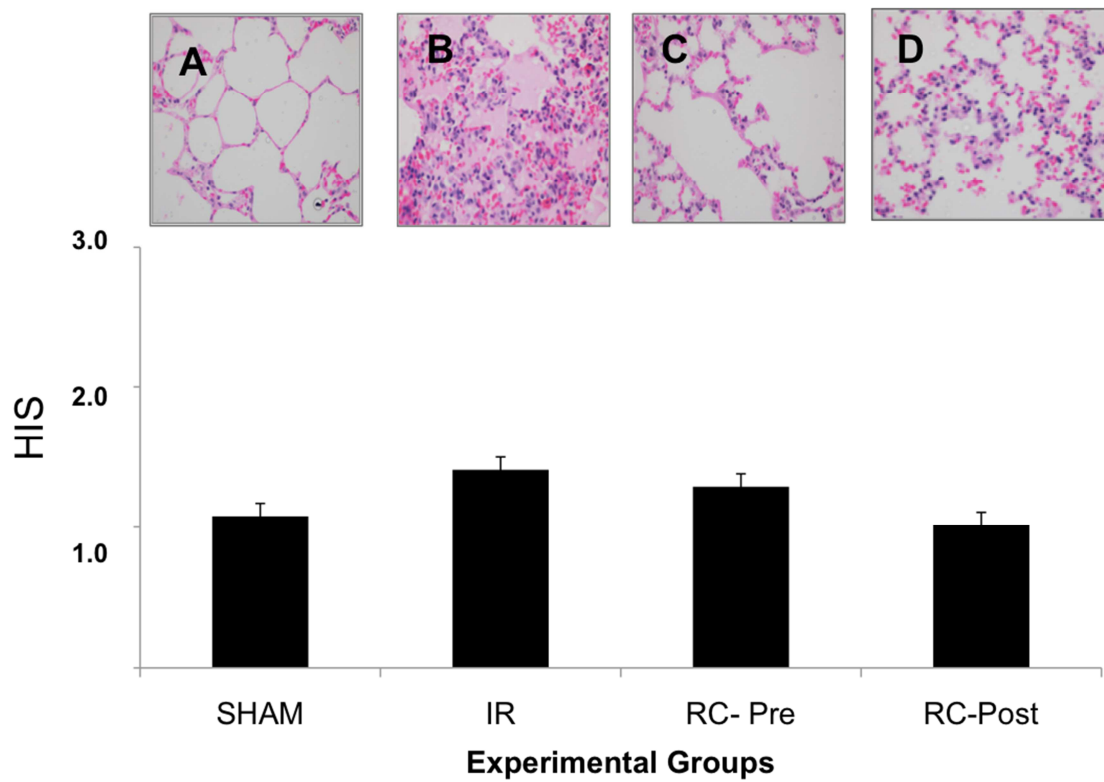 A
B
C
D
3.0
2.0
1.0
HIS
SHAM
IR
RC- Pre
RC-Post
Experimental Groups